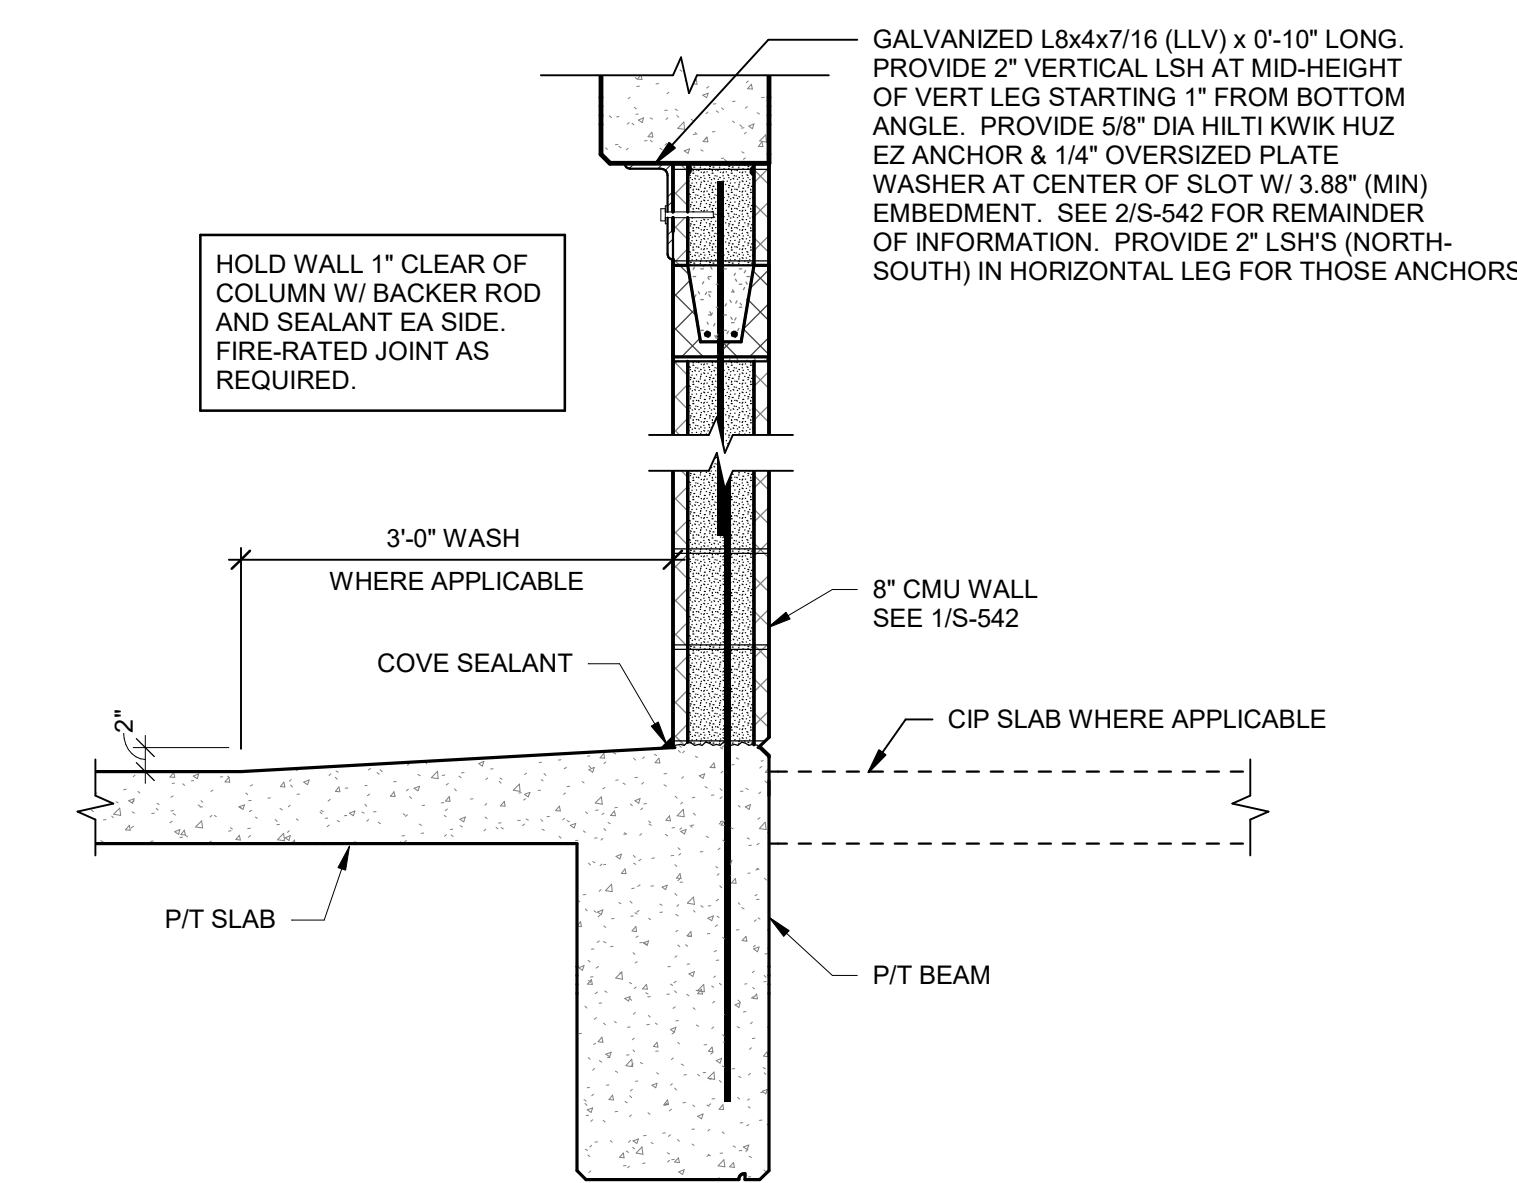 GALVANIZED L8x4x7/16 (LLV) x 0'-10" LONG.
PROVIDE 2" VERTICAL LSH AT MID-HEIGHT
OF VERT LEG STARTING 1" FROM BOTTOM
ANGLE. PROVIDE 5/8" DIA HILTI KWIK HUZ
EZ ANCHOR & 1/4" OVERSIZED PLATE
WASHER AT CENTER OF SLOT W/ 3.88" (MIN)
EMBEDMENT. SEE 2/S-542 FOR REMAINDER
OF INFORMATION. PROVIDE 2" LSH'S (NORTH-
SOUTH) IN HORIZONTAL LEG FOR THOSE ANCHORS
HOLD WALL 1" CLEAR OF
COLUMN W/ BACKER ROD
AND SEALANT EA SIDE.
FIRE-RATED JOINT AS
REQUIRED.
3'-0" WASH
WHERE APPLICABLE
8" CMU WALL
SEE 1/S-542
COVE SEALANT
2"
CIP SLAB WHERE APPLICABLE
P/T SLAB
P/T BEAM